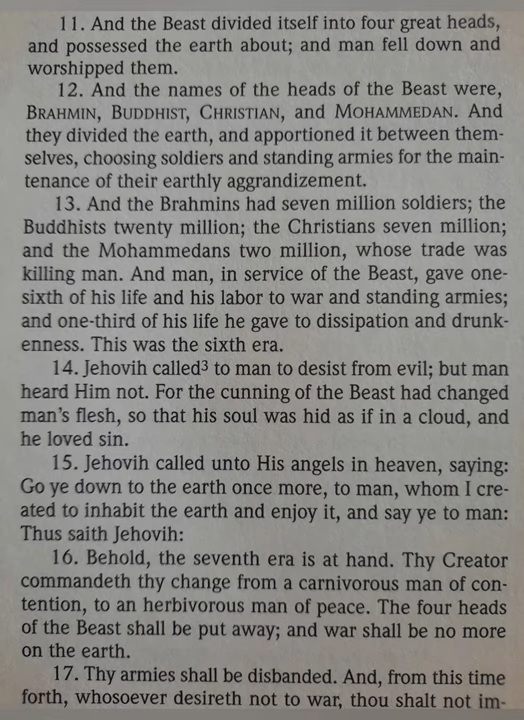 11. And the Beast divided itself into four great heads,
and possessed the earth about; and man fell down and
worshipped them.
12. And the names of the heads of the Beast were,
BRAHMIN, BUDDHIST, CHRISTIAN, and MOHAMMEDAN. And
they divided the earth, and apportioned it between them-
selves, choosing soldiers and standing armies for the main-
tenance of their earthly aggrandizement.
13. And the Brahmins had seven million soldiers; the
Buddhists twenty million; the Christians seven million;
and the Mohammedans two million, whose trade was
killing man. And man, in service of the Beast, gave one-
sixth of his life and his labor to war and standing armies;
and one-third of his life he gave to dissipation and drunk-
enness. This was the sixth era.
14. Jehovih called³ to man to desist from evil; but man
heard Him not. For the cunning of the Beast had changed
man's flesh, so that his soul was hid as if in a cloud, and
he loved sin.
15. Jehovih called unto His angels in heaven, saying:
Go ye down to the earth once more, to man, whom I cre-
ated to inhabit the earth and enjoy it, and say ye to man:
Thus saith Jehovih:
16. Behold, the seventh era is at hand. Thy Creator
commandeth thy change from a carnivorous man of con-
tention, to an herbivorous man of peace. The four heads
of the Beast shall be put away; and war shall be no more
on the earth.
17. Thy armies shall be disbanded. And, from this time
forth, whosoever desireth not to war, thou shalt not im-